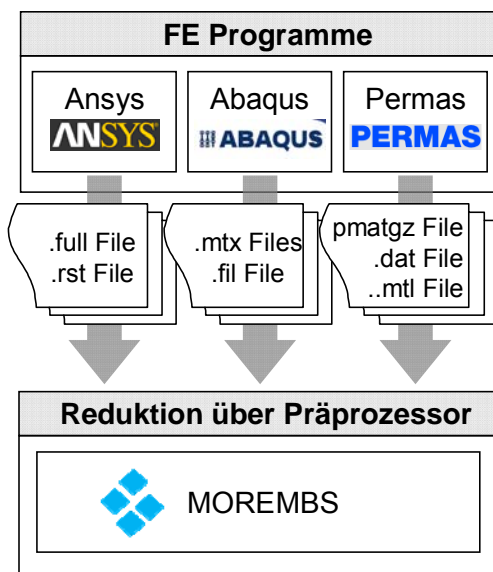 FE Programme
Ansys Abaqus Permas
ANSYS ABAQUS PERMAS
.full File
.rst File
.mtx Files
.fil File
pmatgz File
.dat File
..mtl File
Reduktion über Präprozessor
MOREMBS